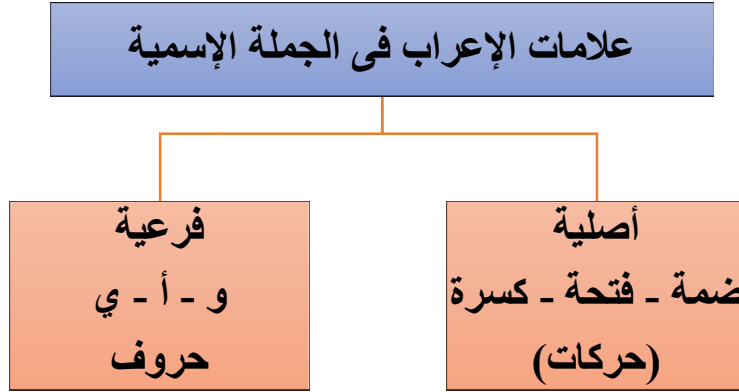 علامات الإعراب فى الجملة الإسمية
أصلية
ضمة - فتحة - كسرة
(حركات)
فرعية
و - أ - ي
حروف